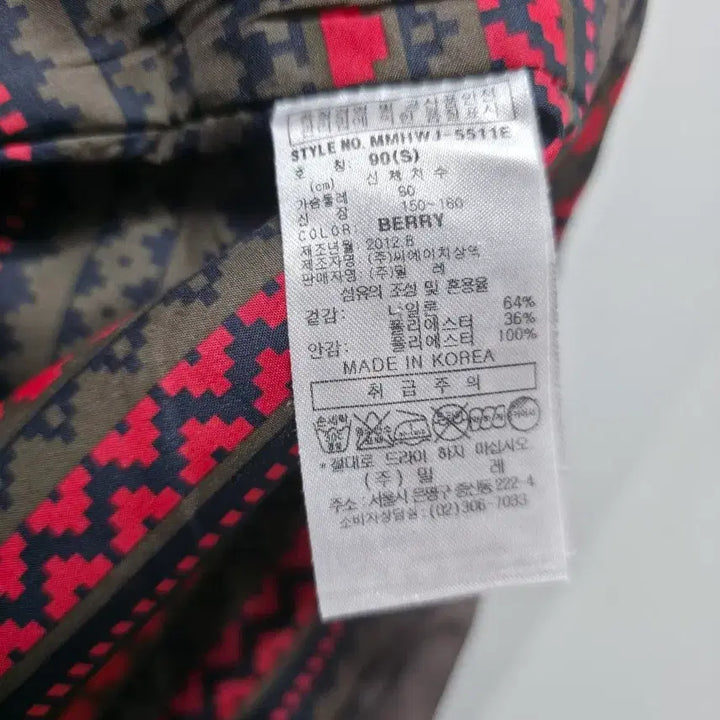 STYLE NO. MMHWJ-5511E
호 칭: 90(S)
(cm) 신체치수
가슴둘레 90
신 장 150~160
COLOR: BERRY
제조년월 2012.8
제조자명 (주)씨에이치상역
판매자명 (주)밀 레
섬유의 조성 및 혼용율
겉감: 나일론 64%
폴리에스터 36%
안감: 폴리에스터 100%
MADE IN KOREA
취급주의
손세탁
*절대로 드라이 하지 마십시오.
(주) 밀 레
주소: 서울시 은평구 응암동 222-4
소비자상담실: (02)306-7033